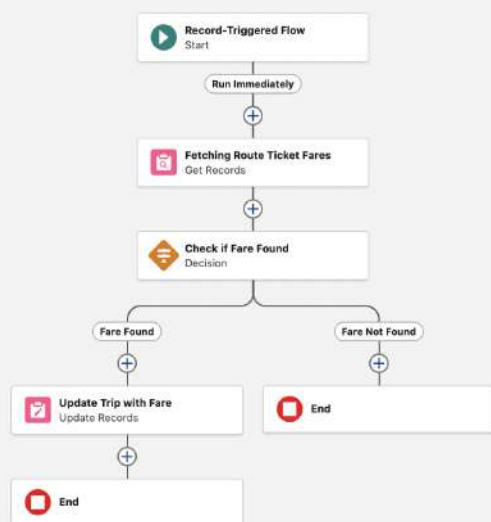 Record-Triggered Flow
Start
Run Immediately
Fetching Route Ticket Fares
Get Records
Check if Fare Found
Decision
Fare Found
Fare Not Found
Update Trip with Fare
Update Records
End
End